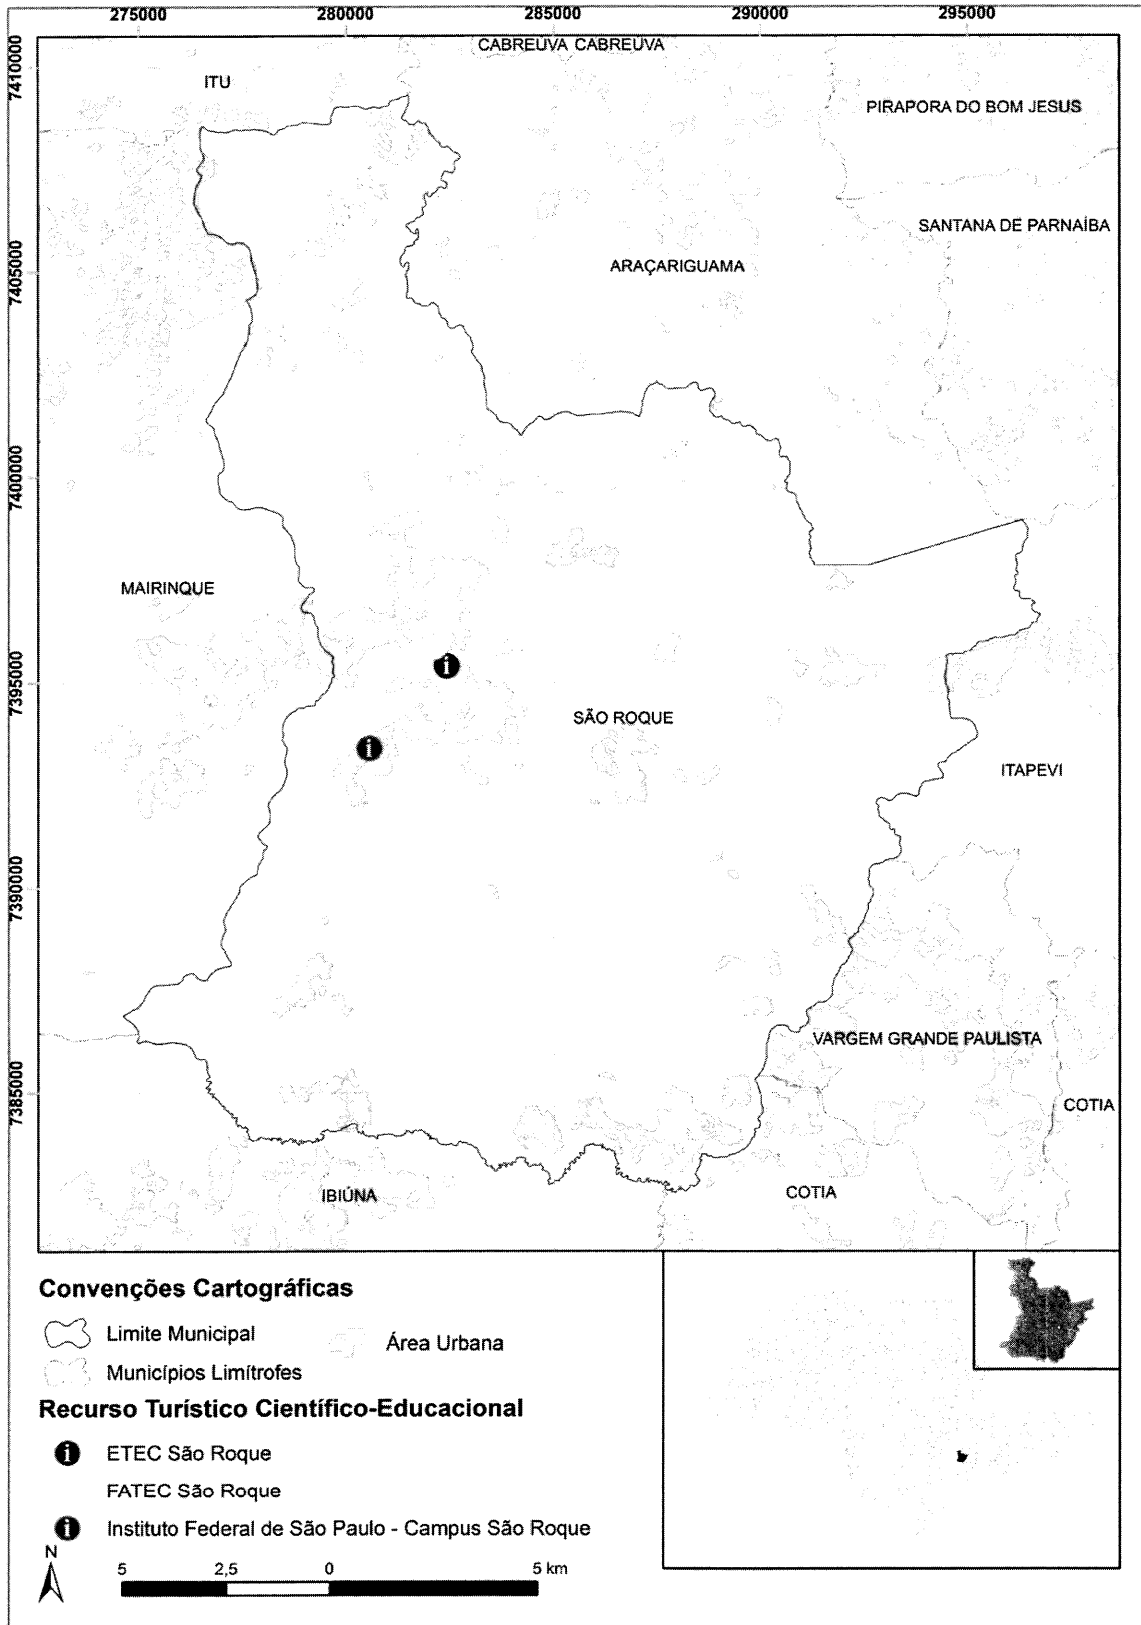 275000 280000 285000 290000 295000
7410000
7405000
7400000
7395000
7390000
7385000
CABREÚVA CABREÚVA
ITU
PIRAPORA DO BOM JESUS
SANTANA DE PARNAÍBA
ARAÇARIGUAMA
MAIRINQUE
SÃO ROQUE
ITAPEVI
VARGEM GRANDE PAULISTA
COTIA
IBIÚNA
COTIA
Convenções Cartográficas
Limite Municipal
Área Urbana
Municípios Limítrofes
Recurso Turístico Científico-Educacional
ETEC São Roque
FATEC São Roque
Instituto Federal de São Paulo - Campus São Roque
N
5 2,5 0 5 km